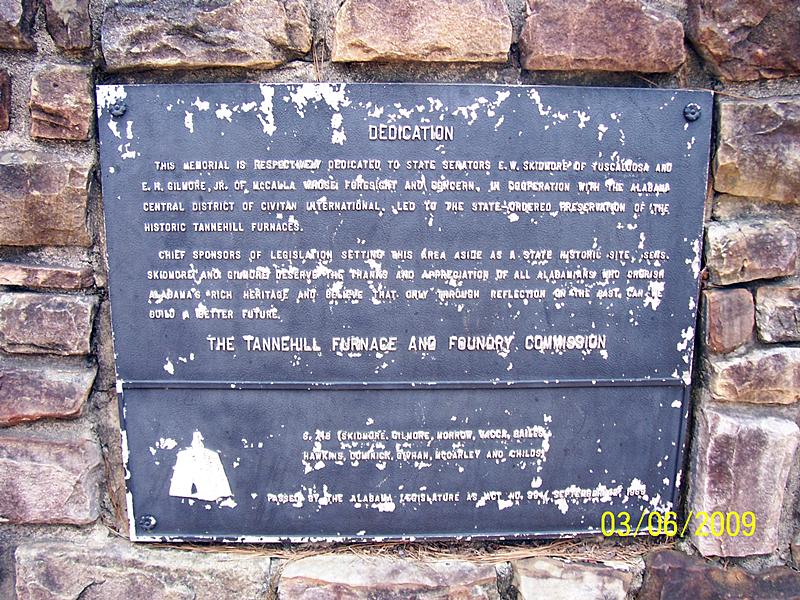 DEDICATION
THIS MEMORIAL IS RESPECTFULLY DEDICATED TO STATE SENATORS E. W. SKIDMORE OF TUSCALOOSA AND
E. H. GILMORE, JR. OF MCCALLA WHOSE FORESIGHT AND CONCERN, IN COOPERATION WITH THE ALABAMA
CENTRAL DISTRICT OF CIVITAN INTERNATIONAL, LED TO THE STATE-ORDERED PRESERVATION OF THE
HISTORIC TANNEHILL FURNACES.
CHIEF SPONSORS OF LEGISLATION SETTING THIS AREA ASIDE AS A STATE HISTORIC SITE, SENS.
SKIDMORE AND GILMORE DESERVE THE THANKS AND APPRECIATION OF ALL ALABAMIANS WHO CHERISH
ALABAMA'S RICH HERITAGE AND BELIEVE THAT ONLY THROUGH REFLECTION ON THE PAST, CAN WE
BUILD A BETTER FUTURE.
THE TANNEHILL FURNACE AND FOUNDRY COMMISSION
(SKIDMORE, GILMORE, MORROW, VACCA, BAILES,
HAWKINS, DOMINICK, GIVHAN, MCCARLEY AND CHILDS)
PASSED BY THE ALABAMA LEGISLATURE AS ACT NO. SEPTEMBER 1969
03/06/2009